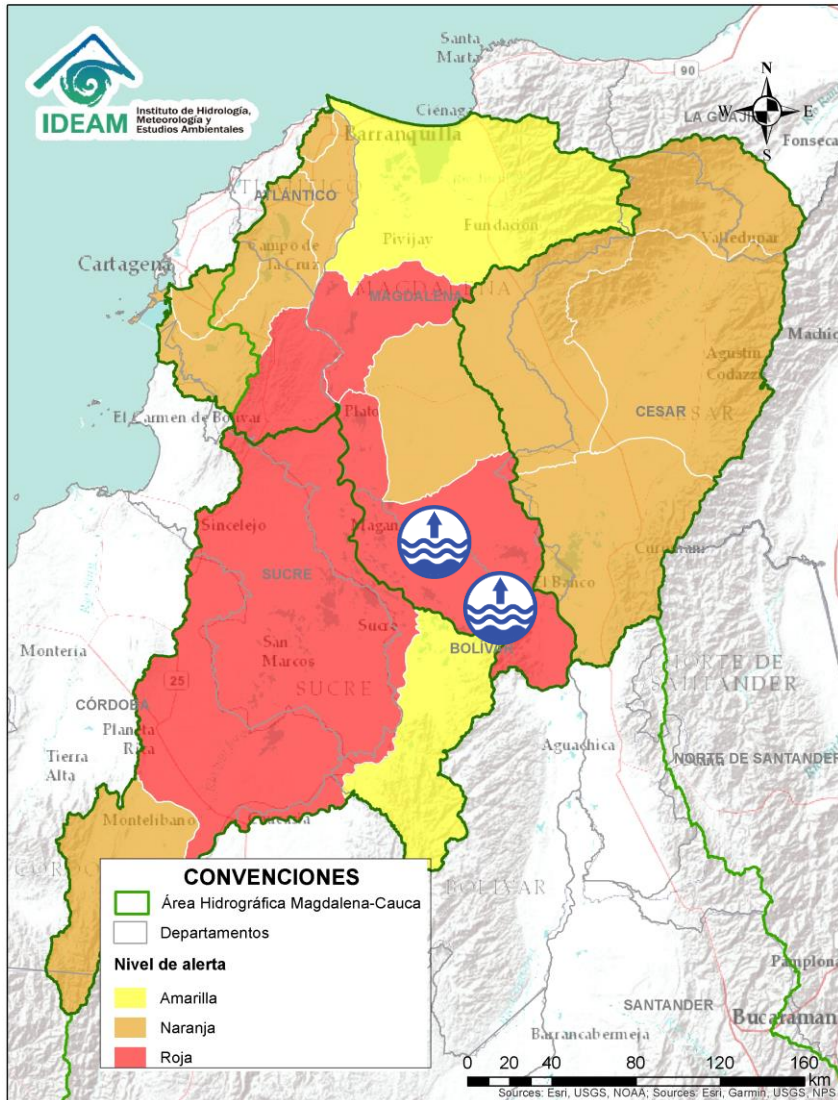 IDEAM
Instituto de Hidrología,
Meteorología y
Estudios Ambientales
Santa
Marta
90
N
W
E
S
LA GUAJI
Fonseca
Ciénaga
Barranquilla
ATLÁNTICO
Campo de
la Cruz
Pivijay
Fundación
Valledupar
Cartagena
MAGDALENA
Agustín
Codazzi
CESAR
El Carmen de Bolívar
Plato
Sincelejo
Magan
SUCRE
El Banco
Montería
San
Marcos
Sucre
BOLÍVAR
SUCRE
25
CÓRDOBA
Planeta
Rica
Tierra
Alta
NORTE DE
SANTANDER
Aguachica
NORTE DE SANTANDER
Montelíbano
BOLÍVAR
CONVENCIONES
Área Hidrográfica Magdalena-Cauca
Departamentos
Nivel de alerta
Amarilla
Naranja
Roja
Pamplona
SANTANDER
Bucaraman
Barrancabermeja
0 20 40 80 120 160
km
Sources: Esri, USGS, NOAA; Sources: Esri, Garmin, USGS, NPS